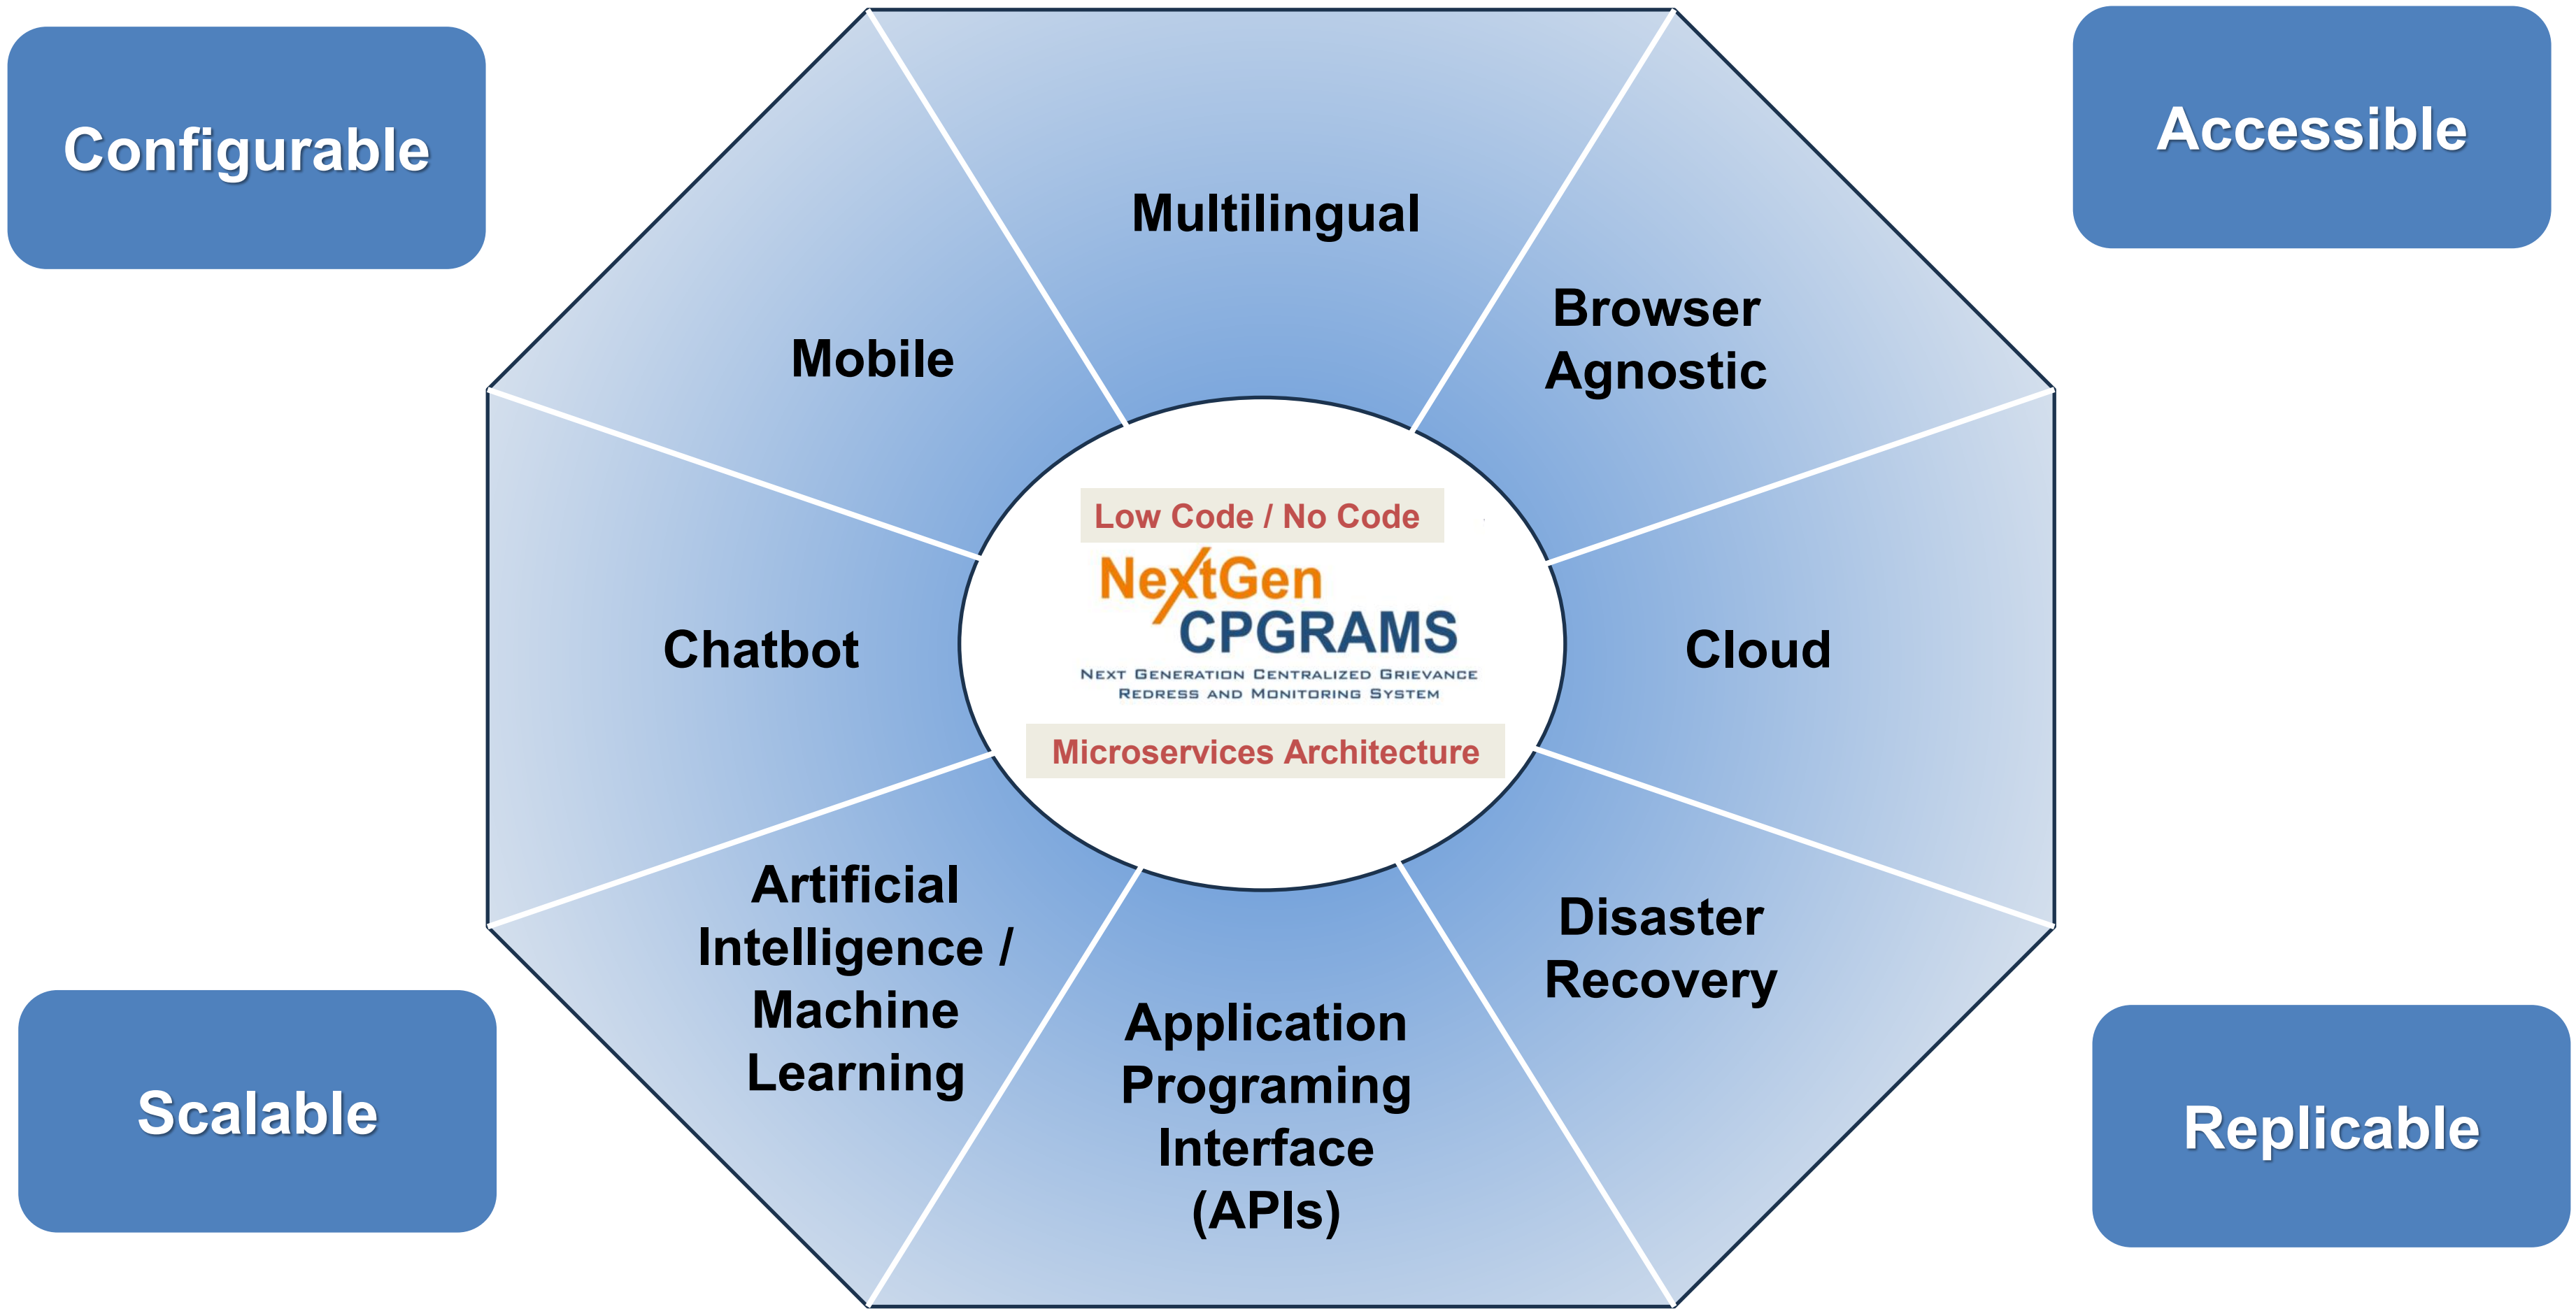 Configurable
Accessible
Multilingual
Browser
Agnostic
Mobile
Low Code / No Code
NextGen
CPGRAMS
NEXT GENERATION CENTRALIZED GRIEVANCE
REDRESS AND MONITORING SYSTEM
Microservices Architecture
Chatbot
Cloud
Artificial
Intelligence /
Machine
Learning
Disaster
Recovery
Application
Programing
Interface
(APIs)
Scalable
Replicable